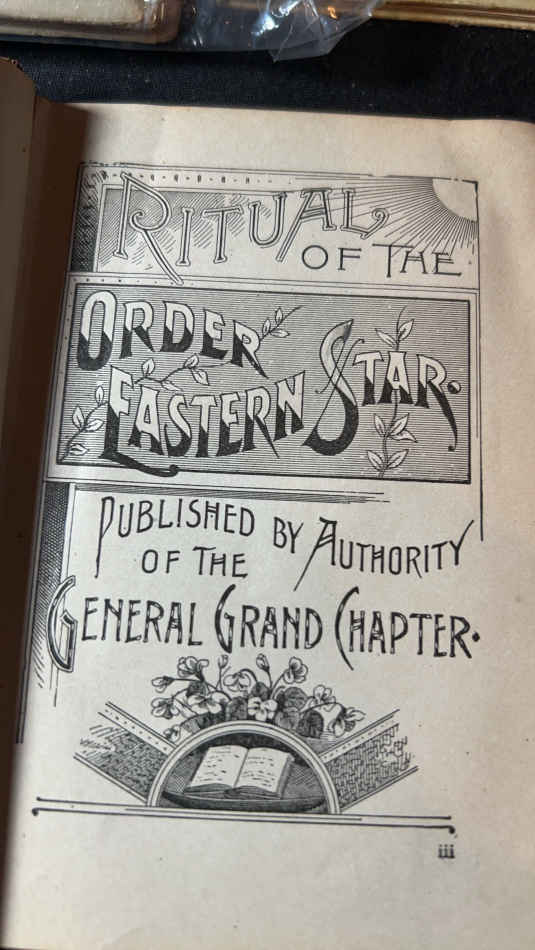 RITUAL
OF THE
ORDER
EASTERN STAR.
PUBLISHED BY AUTHORITY
OF THE
GENERAL GRAND CHAPTER.
iii